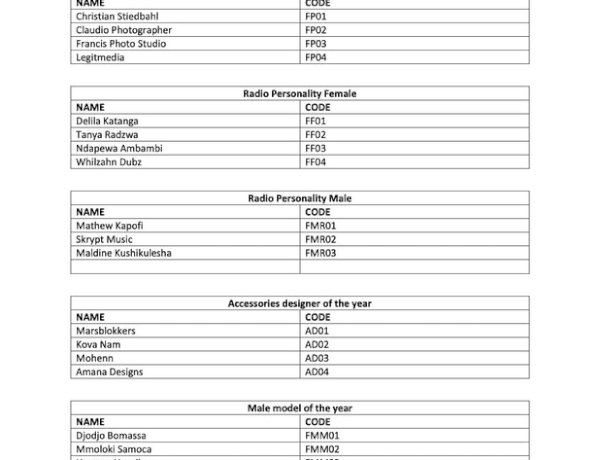 NAME CODE
Christian Stiedbahl FP01
Claudio Photographer FP02
Francis Photo Studio FP03
Legitmedia FP04
Radio Personality Female
NAME CODE
Delila Katanga FF01
Tanya Radzwa FF02
Ndapewa Ambambi FF03
Whilzahn Dubz FF04
Radio Personality Male
NAME CODE
Mathew Kapofi FMR01
Skrypt Music FMR02
Maldine Kushikulesha FMR03
Accessories designer of the year
NAME CODE
Marsblokkers AD01
Kova Nam AD02
Mohenn AD03
Amana Designs AD04
Male model of the year
NAME CODE
Djodjo Bomassa FMM01
Mmoloki Samoca FMM02